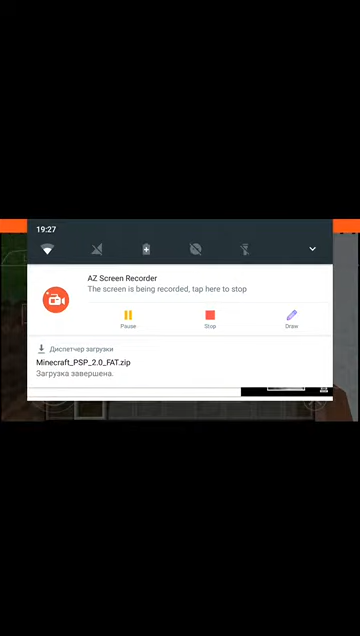 19:27
AZ Screen Recorder
The screen is being recorded, tap here to stop
Pause
Stop
Draw
Диспетчер загрузки
Minecraft_PSP_2.0_FAT.zip
Загрузка завершена.